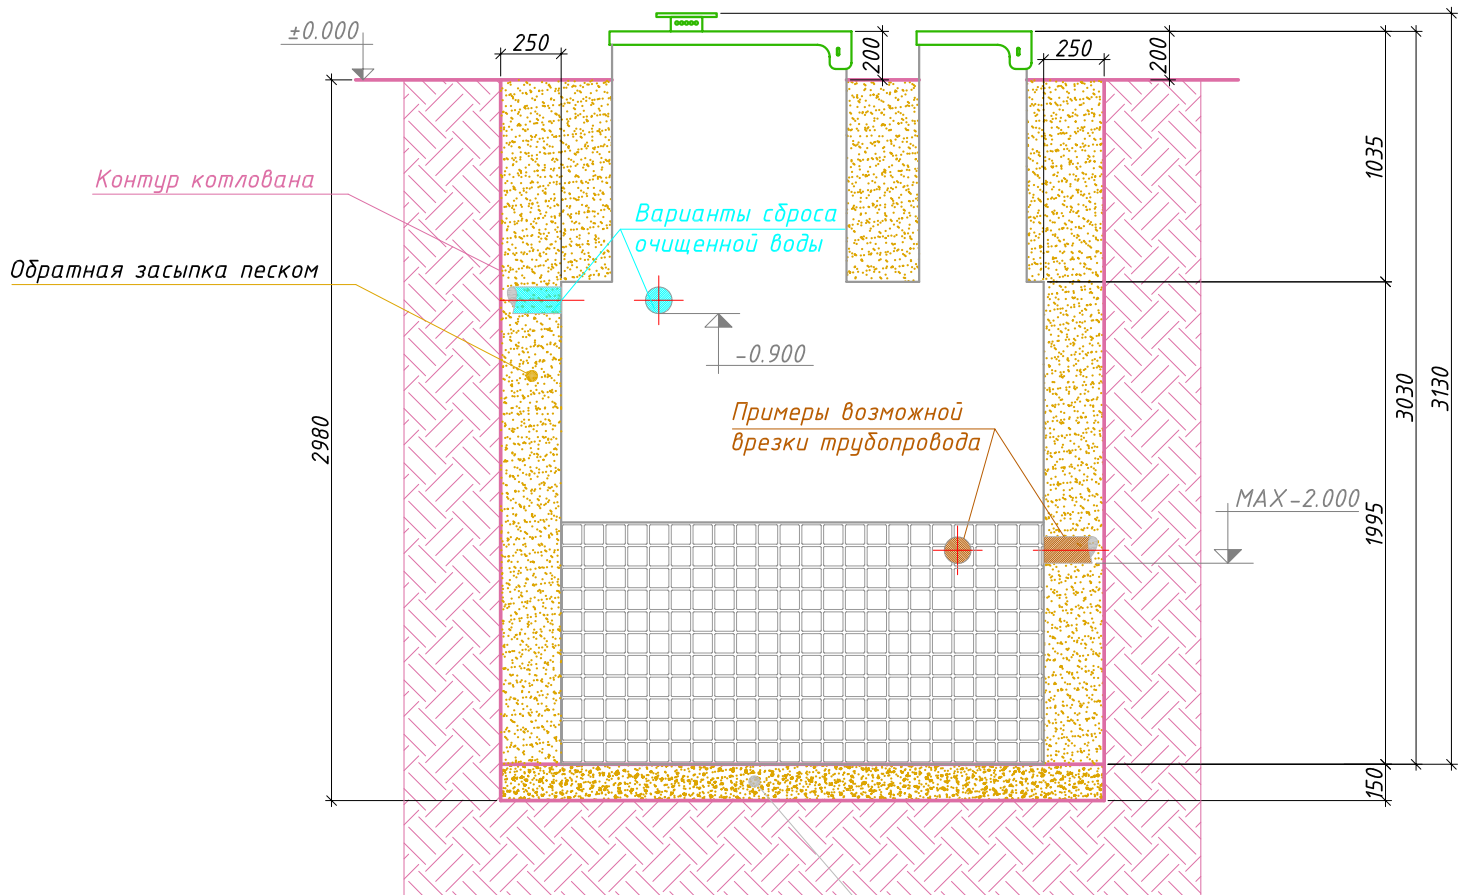 ±0.000
250
200
250
200
Контур котлована
Обратная засыпка песком
Варианты сброса
очищенной воды
-0.900
Примеры возможной
врезки трубопровода
MAX-2.000
2980
1035
1995
150
3030
3130